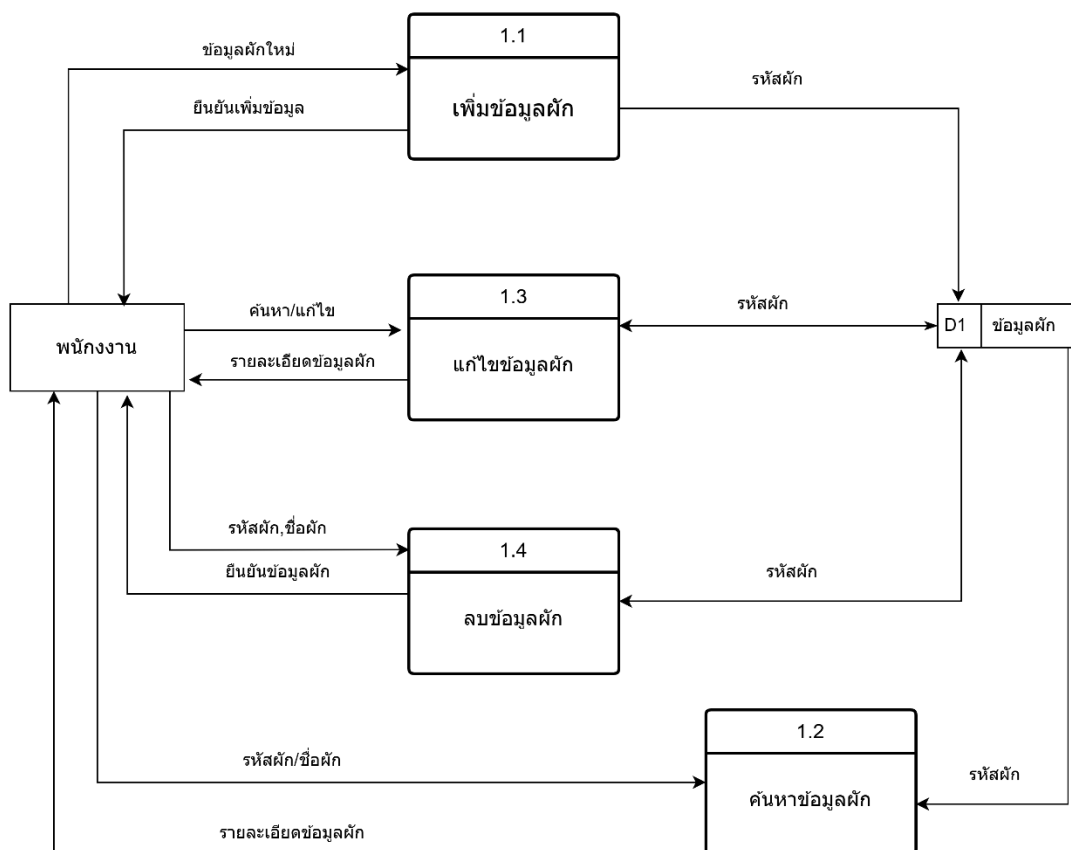 1.1
ข้อมูลผักใหม่
รหัสผัก
ยืนยันเพิ่มข้อมูล
เพิ่มข้อมูลผัก
1.3
ค้นหา/แก้ไข
รหัสผัก
D1
ข้อมูลผัก
พนักงงาน
รายละเอียดข้อมูลผัก
แก้ไขข้อมูลผัก
รหัสผัก,ชื่อผัก
1.4
ยืนยันข้อมูลผัก
รหัสผัก
ลบข้อมูลผัก
1.2
รหัสผัก/ชื่อผัก
รหัสผัก
ค้นหาข้อมูลผัก
รายละเอียดข้อมูลผัก